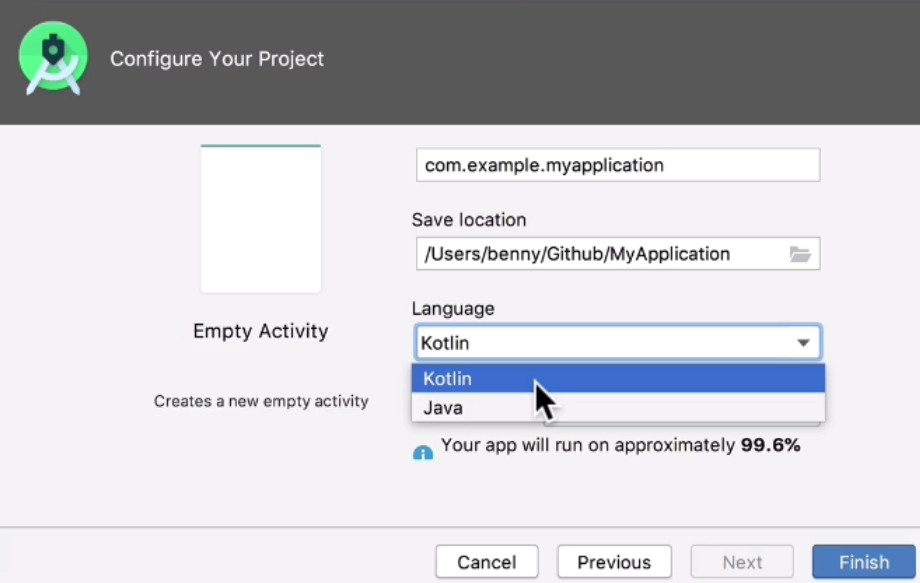 Configure Your Project
com.example.myapplication
Save location
/Users/benny/Github/MyApplication
Language
Empty Activity
Kotlin
Kotlin
Creates a new empty activity
Java
Your app will run on approximately 99.6%
Cancel
Previous
Next
Finish